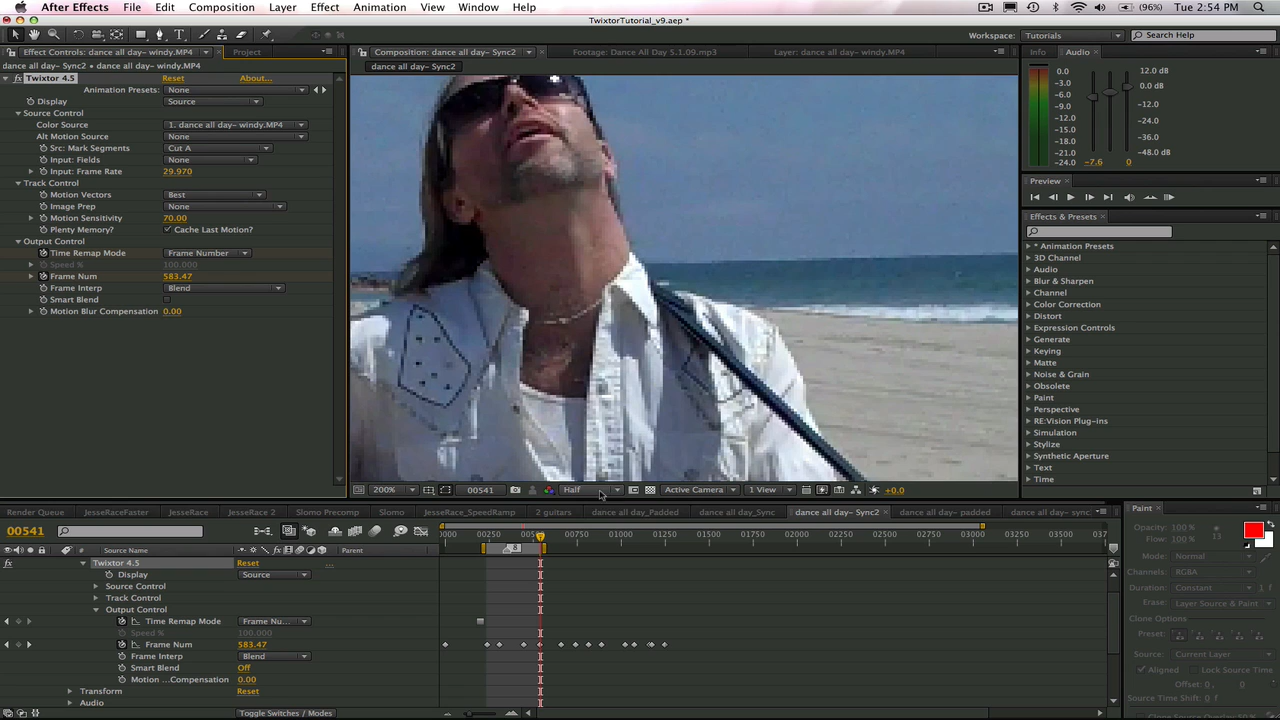 After Effects File Edit Composition Layer Effect Animation View Window Help (96%) Tue 2:54 PM
TwixtorTutorial_v9.aep *
Workspace: Tutorials Search Help
Effect Controls: dance all day- windy.MP4 Project
dance all day- Sync2 • dance all day- windy.MP4
fx Twixtor 4.5 Reset About...
Animation Presets: None
Display Source
Source Control
Color Source 1. dance all day- windy.MP4
Alt Motion Source None
Src: Mark Segments Cut A
Input: Fields None
Input: Frame Rate 29.970
Track Control
Motion Vectors Best
Image Prep None
Motion Sensitivity 70.00
Plenty Memory? Cache Last Motion?
Output Control
Time Remap Mode Frame Number
Speed % 100.000
Frame Num 583.47
Frame Interp Blend
Smart Blend
Motion Blur Compensation 0.00
Composition: dance all day- Sync2 Footage: Dance All Day 5.1.09.mp3 Layer: dance all day- windy.MP4
dance all day- Sync2
200% 00541 Half Active Camera 1 View +0.0
Info Audio
0.0
-3.0
-6.0
-9.0
-12.0
-15.0
-18.0
-21.0
-24.0
12.0 dB
0.0 dB
-12.0
-24.0
-36.0
-48.0 dB
-7.6 0
Preview
Effects & Presets
* Animation Presets
3D Channel
Audio
Blur & Sharpen
Channel
Color Correction
Distort
Expression Controls
Generate
Keying
Matte
Noise & Grain
Obsolete
Paint
Perspective
RE:Vision Plug-ins
Simulation
Stylize
Synthetic Aperture
Text
Time
Render Queue JesseRaceFaster JesseRace 2 Slomo Precomp Slomo JesseRace_SpeedRamp 2 guitars dance all day_Padded dance all day_Sync dance all day- Sync2 dance all day- padded dance all day- sync
00541
0000 00250 00750 01000 01250 01500 01750 02000 02250 02500 02750 03000 03250 03500
8
Source Name Parent
fx Twixtor 4.5 Reset
Display Source
Source Control
Track Control
Output Control
Time Remap Mode Frame Nu...
Speed % 100.000
Frame Num 583.47
Frame Interp Blend
Smart Blend Off
Motion ...Compensation 0.00
Transform Reset
Audio
Toggle Switches / Modes
Paint
Opacity: 100 %
Flow: 100 %
Mode: Normal
Channels: RGBA
Duration: Constant
Erase: Layer Source & Paint
Clone Options
Preset:
Source: Current Layer
Aligned Lock Source Time
Offset: 0 , 0
Source Time Shift: 0 f